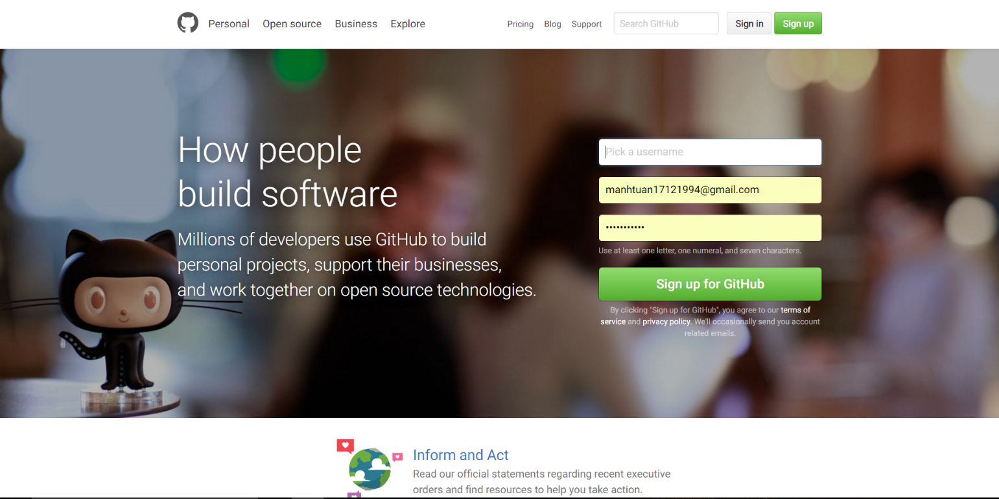 Personal Open source Business Explore Pricing Blog Support Search GitHub Sign in Sign up
How people
build software
Millions of developers use GitHub to build
personal projects, support their businesses,
and work together on open source technologies.
Pick a username
manhtuan17121994@gmail.com
•••••••••••
Use at least one letter, one numeral, and seven characters.
Sign up for GitHub
By clicking "Sign up for GitHub", you agree to our terms of
service and privacy policy. We'll occasionally send you account
related emails.
Inform and Act
Read our official statements regarding recent executive
orders and find resources to help you take action.